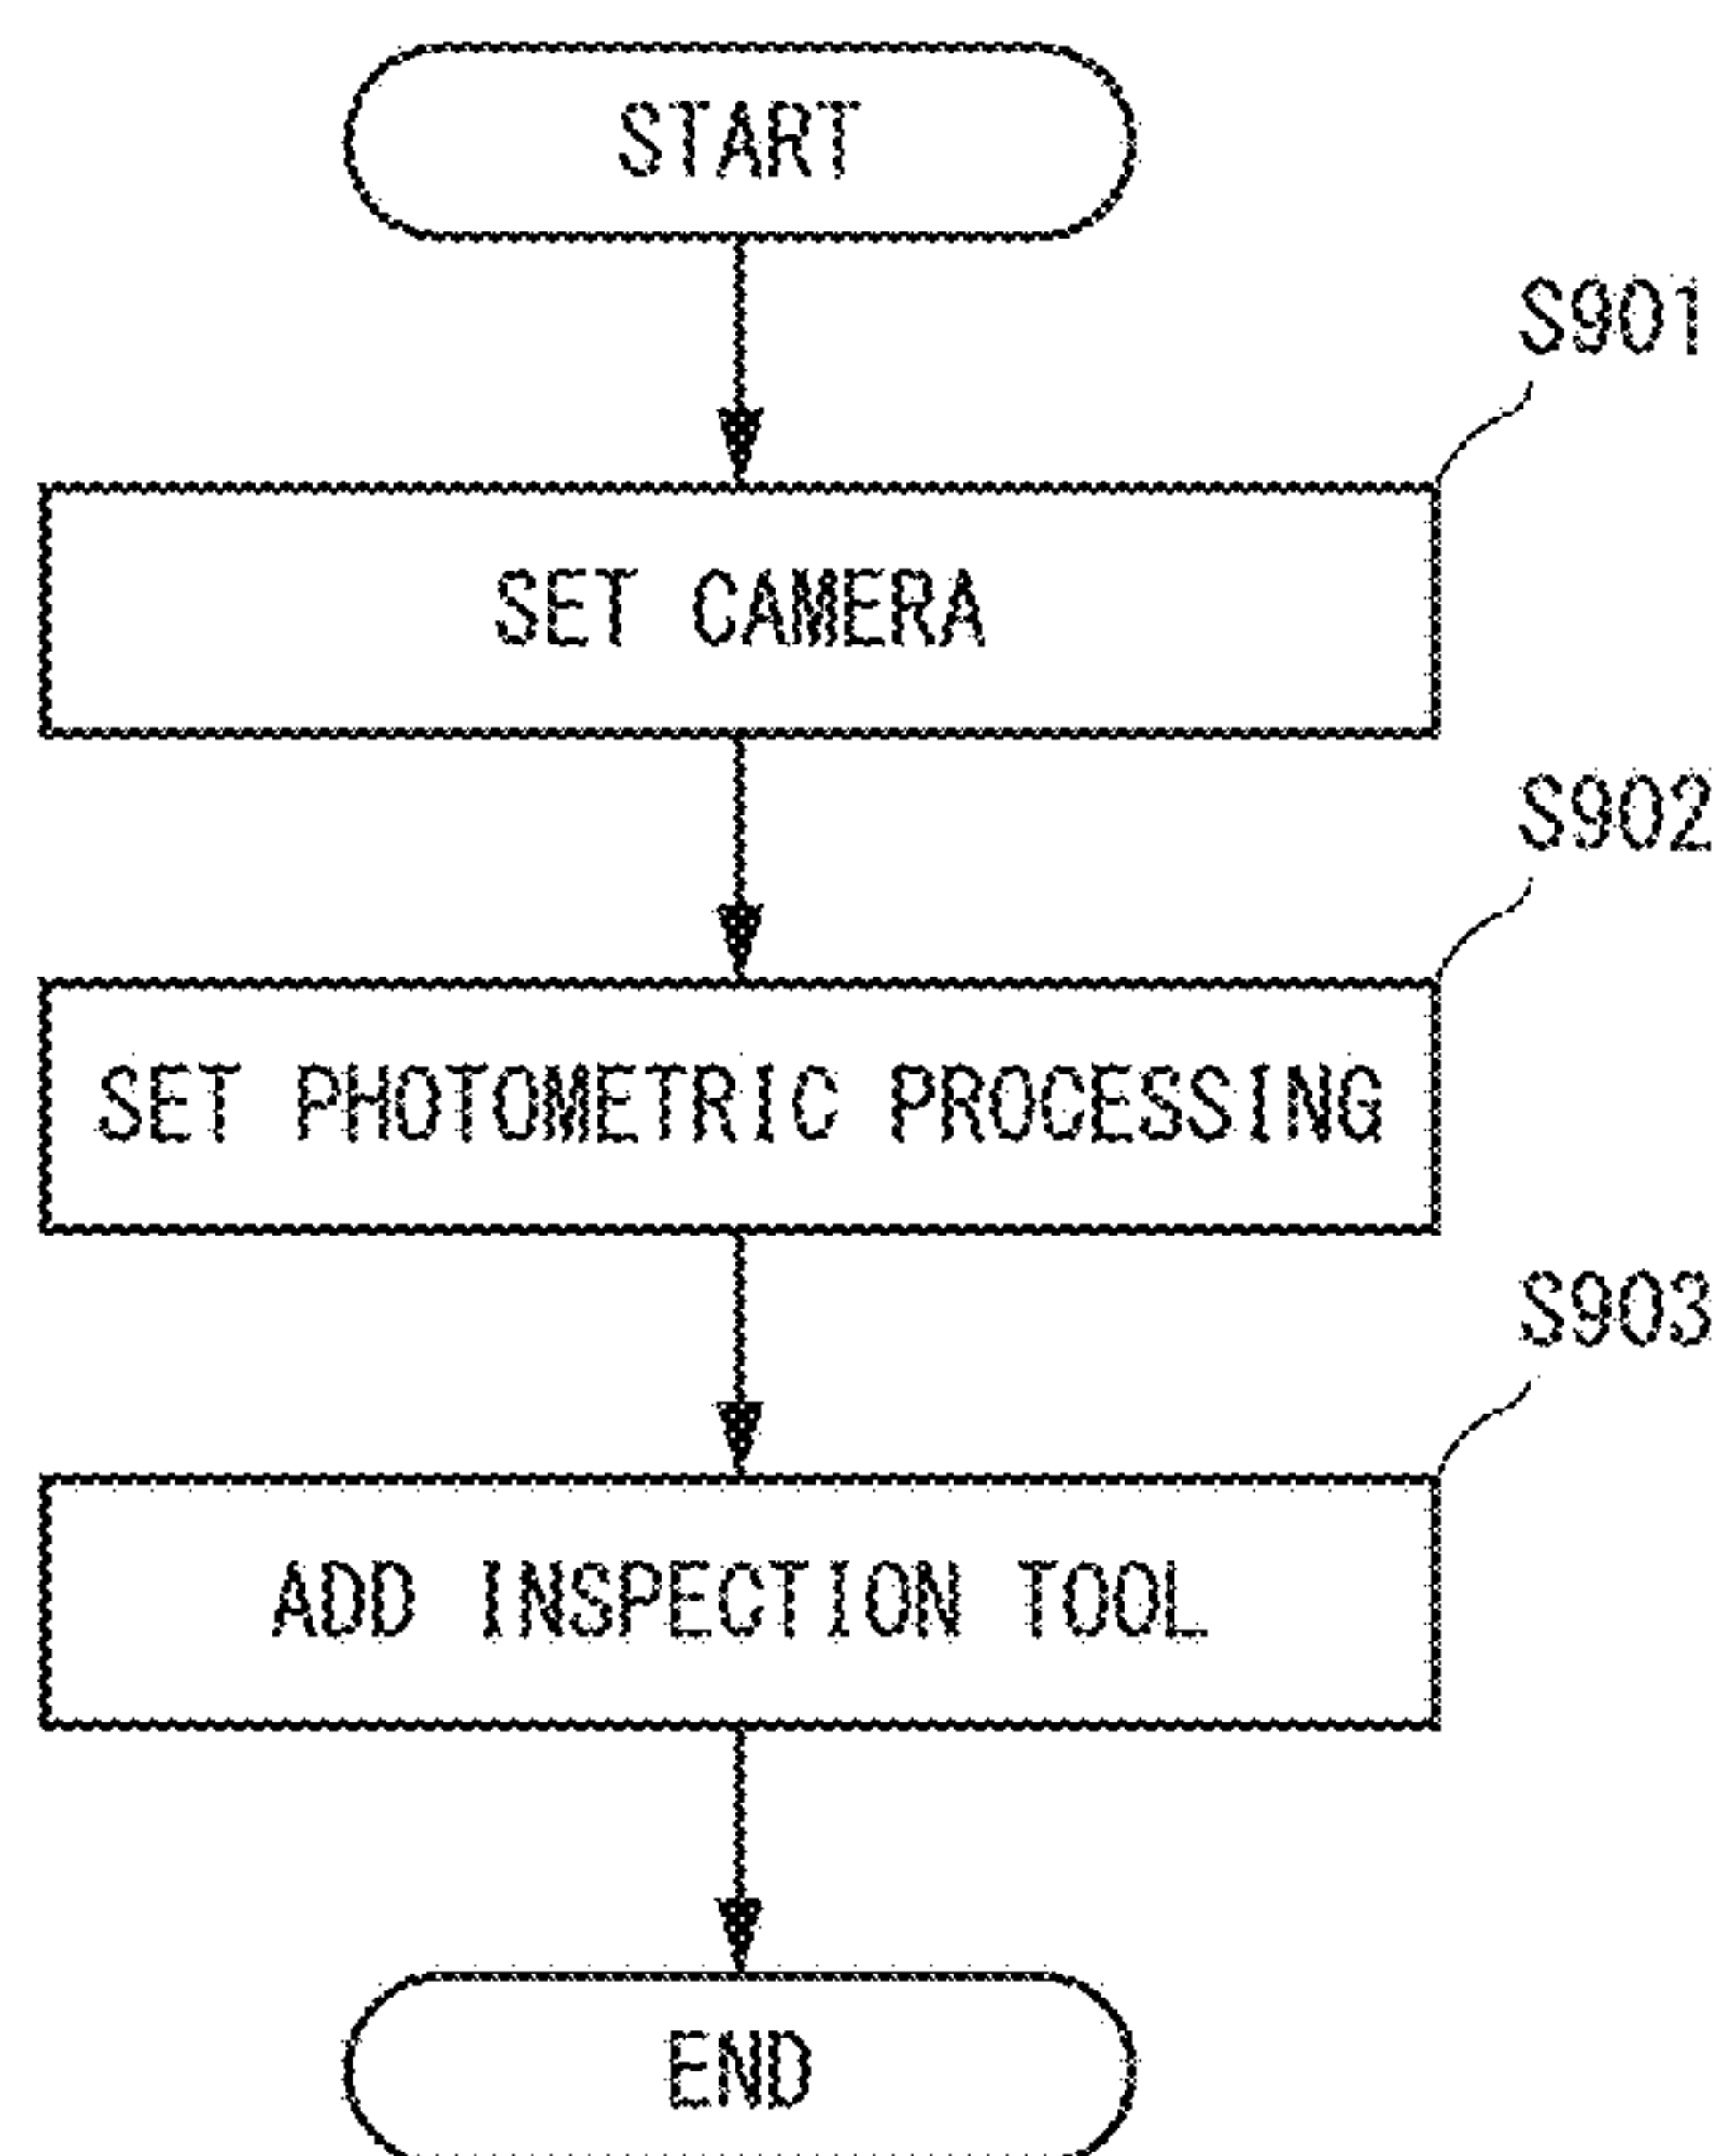 START
S901
SET CAMERA
S902
SET PHOTOMETRIC PROCESSING
S903
ADD INSPECTION TOOL
END